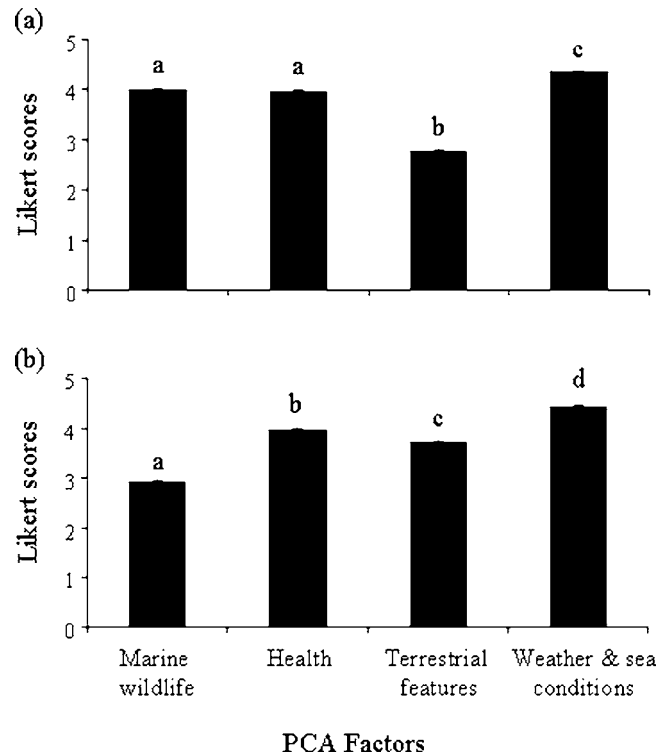 (a)
Likert scores
5
4
3
2
1
0
a
a
b
c
(b)
Likert scores
5
4
3
2
1
0
a
b
c
d
Marine
wildlife
Health
Terrestrial
features
Weather & sea
conditions
PCA Factors